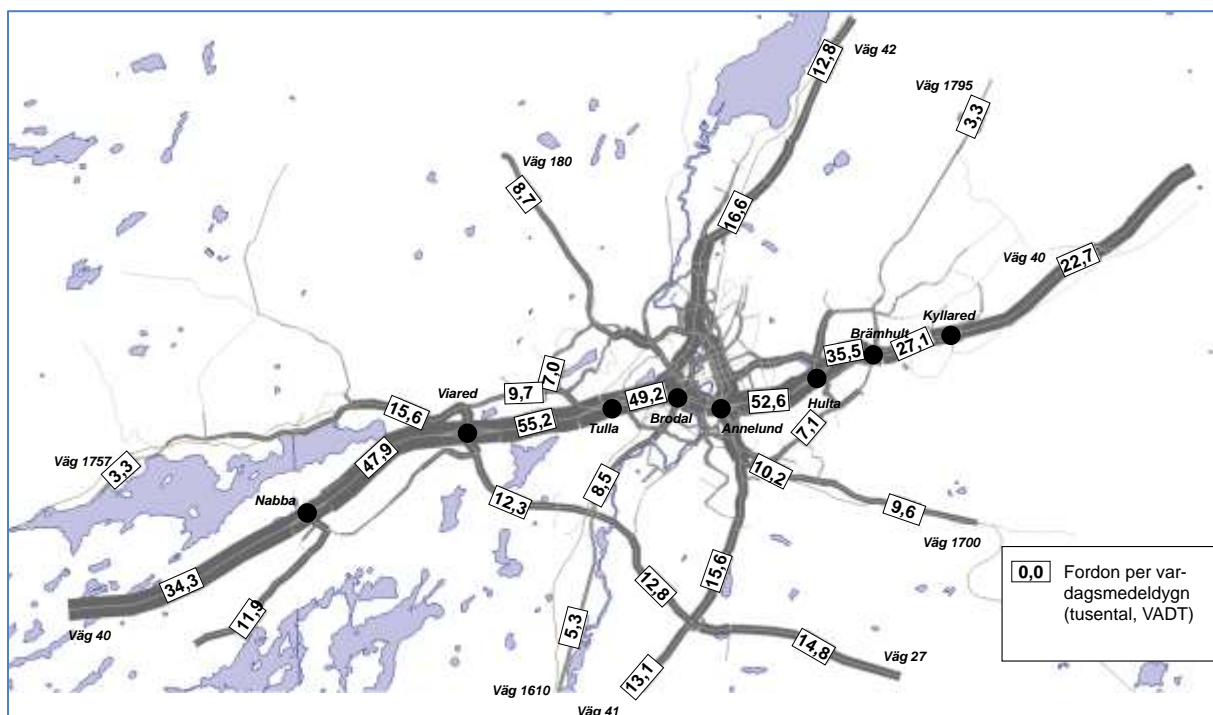 12,8
Väg 42
Väg 1795
3,3
Väg 180
8,7
16,6
Väg 40
22,7
Kyllared
Brämhult
27,1
35,5
Viared
9,7
7,0
49,2
15,6
55,2
Tulla
Brodal
52,6
Hulta
Annelund
7,1
47,9
Väg 1757
3,3
8,5
10,2
Nabba
12,3
9,6
Väg 1700
34,3
12,8
15,6
11,9
5,3
Väg 40
14,8
Väg 27
13,1
Väg 1610
Väg 41
0,0 Fordon per var-
dagsmedeldygn
(tusental, VADT)